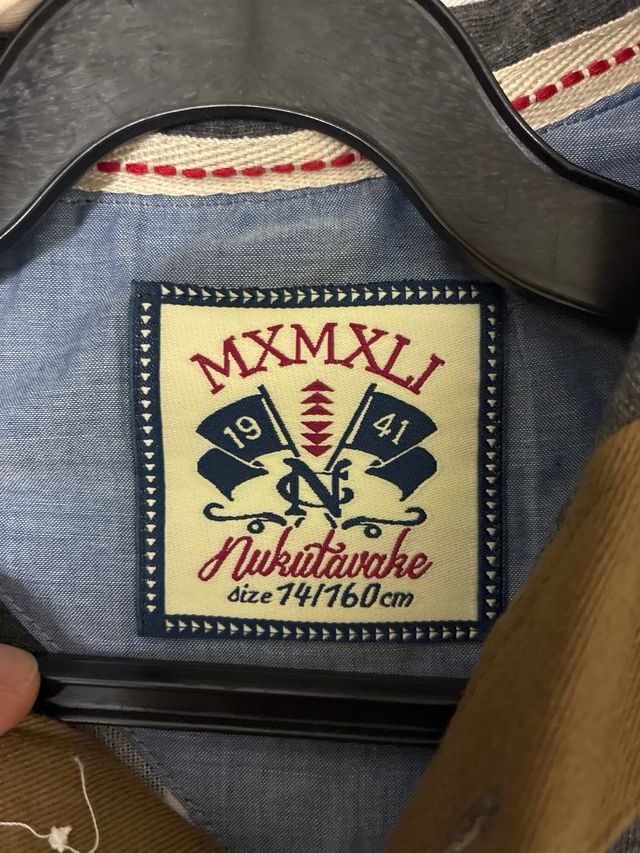 MXMXLI
19 41
NC
Nukutavake
size 14/160cm